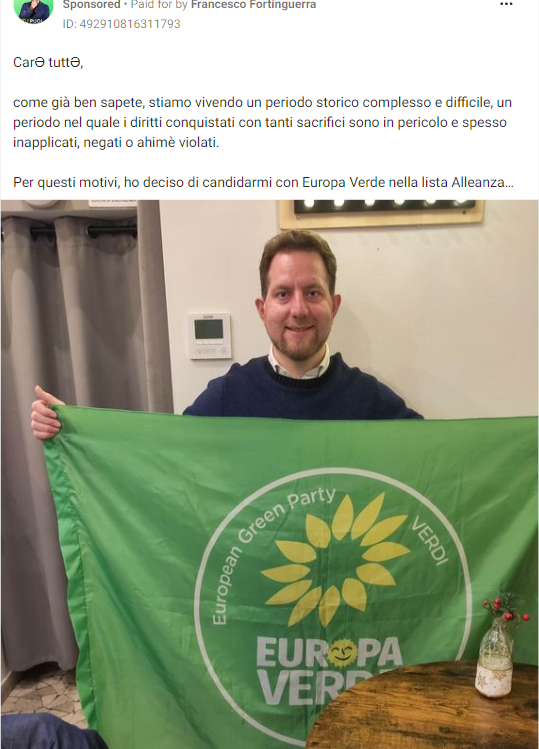 Sponsored • Paid for by Francesco Fortinguerra
ID: 492910816311793
CarƏ tuttƏ,
come già ben sapete, stiamo vivendo un periodo storico complesso e difficile, un
periodo nel quale i diritti conquistati con tanti sacrifici sono in pericolo e spesso
inapplicati, negati o ahimè violati.
Per questi motivi, ho deciso di candidarmi con Europa Verde nella lista Alleanza...
European Green Party
VERDI
EUROPA